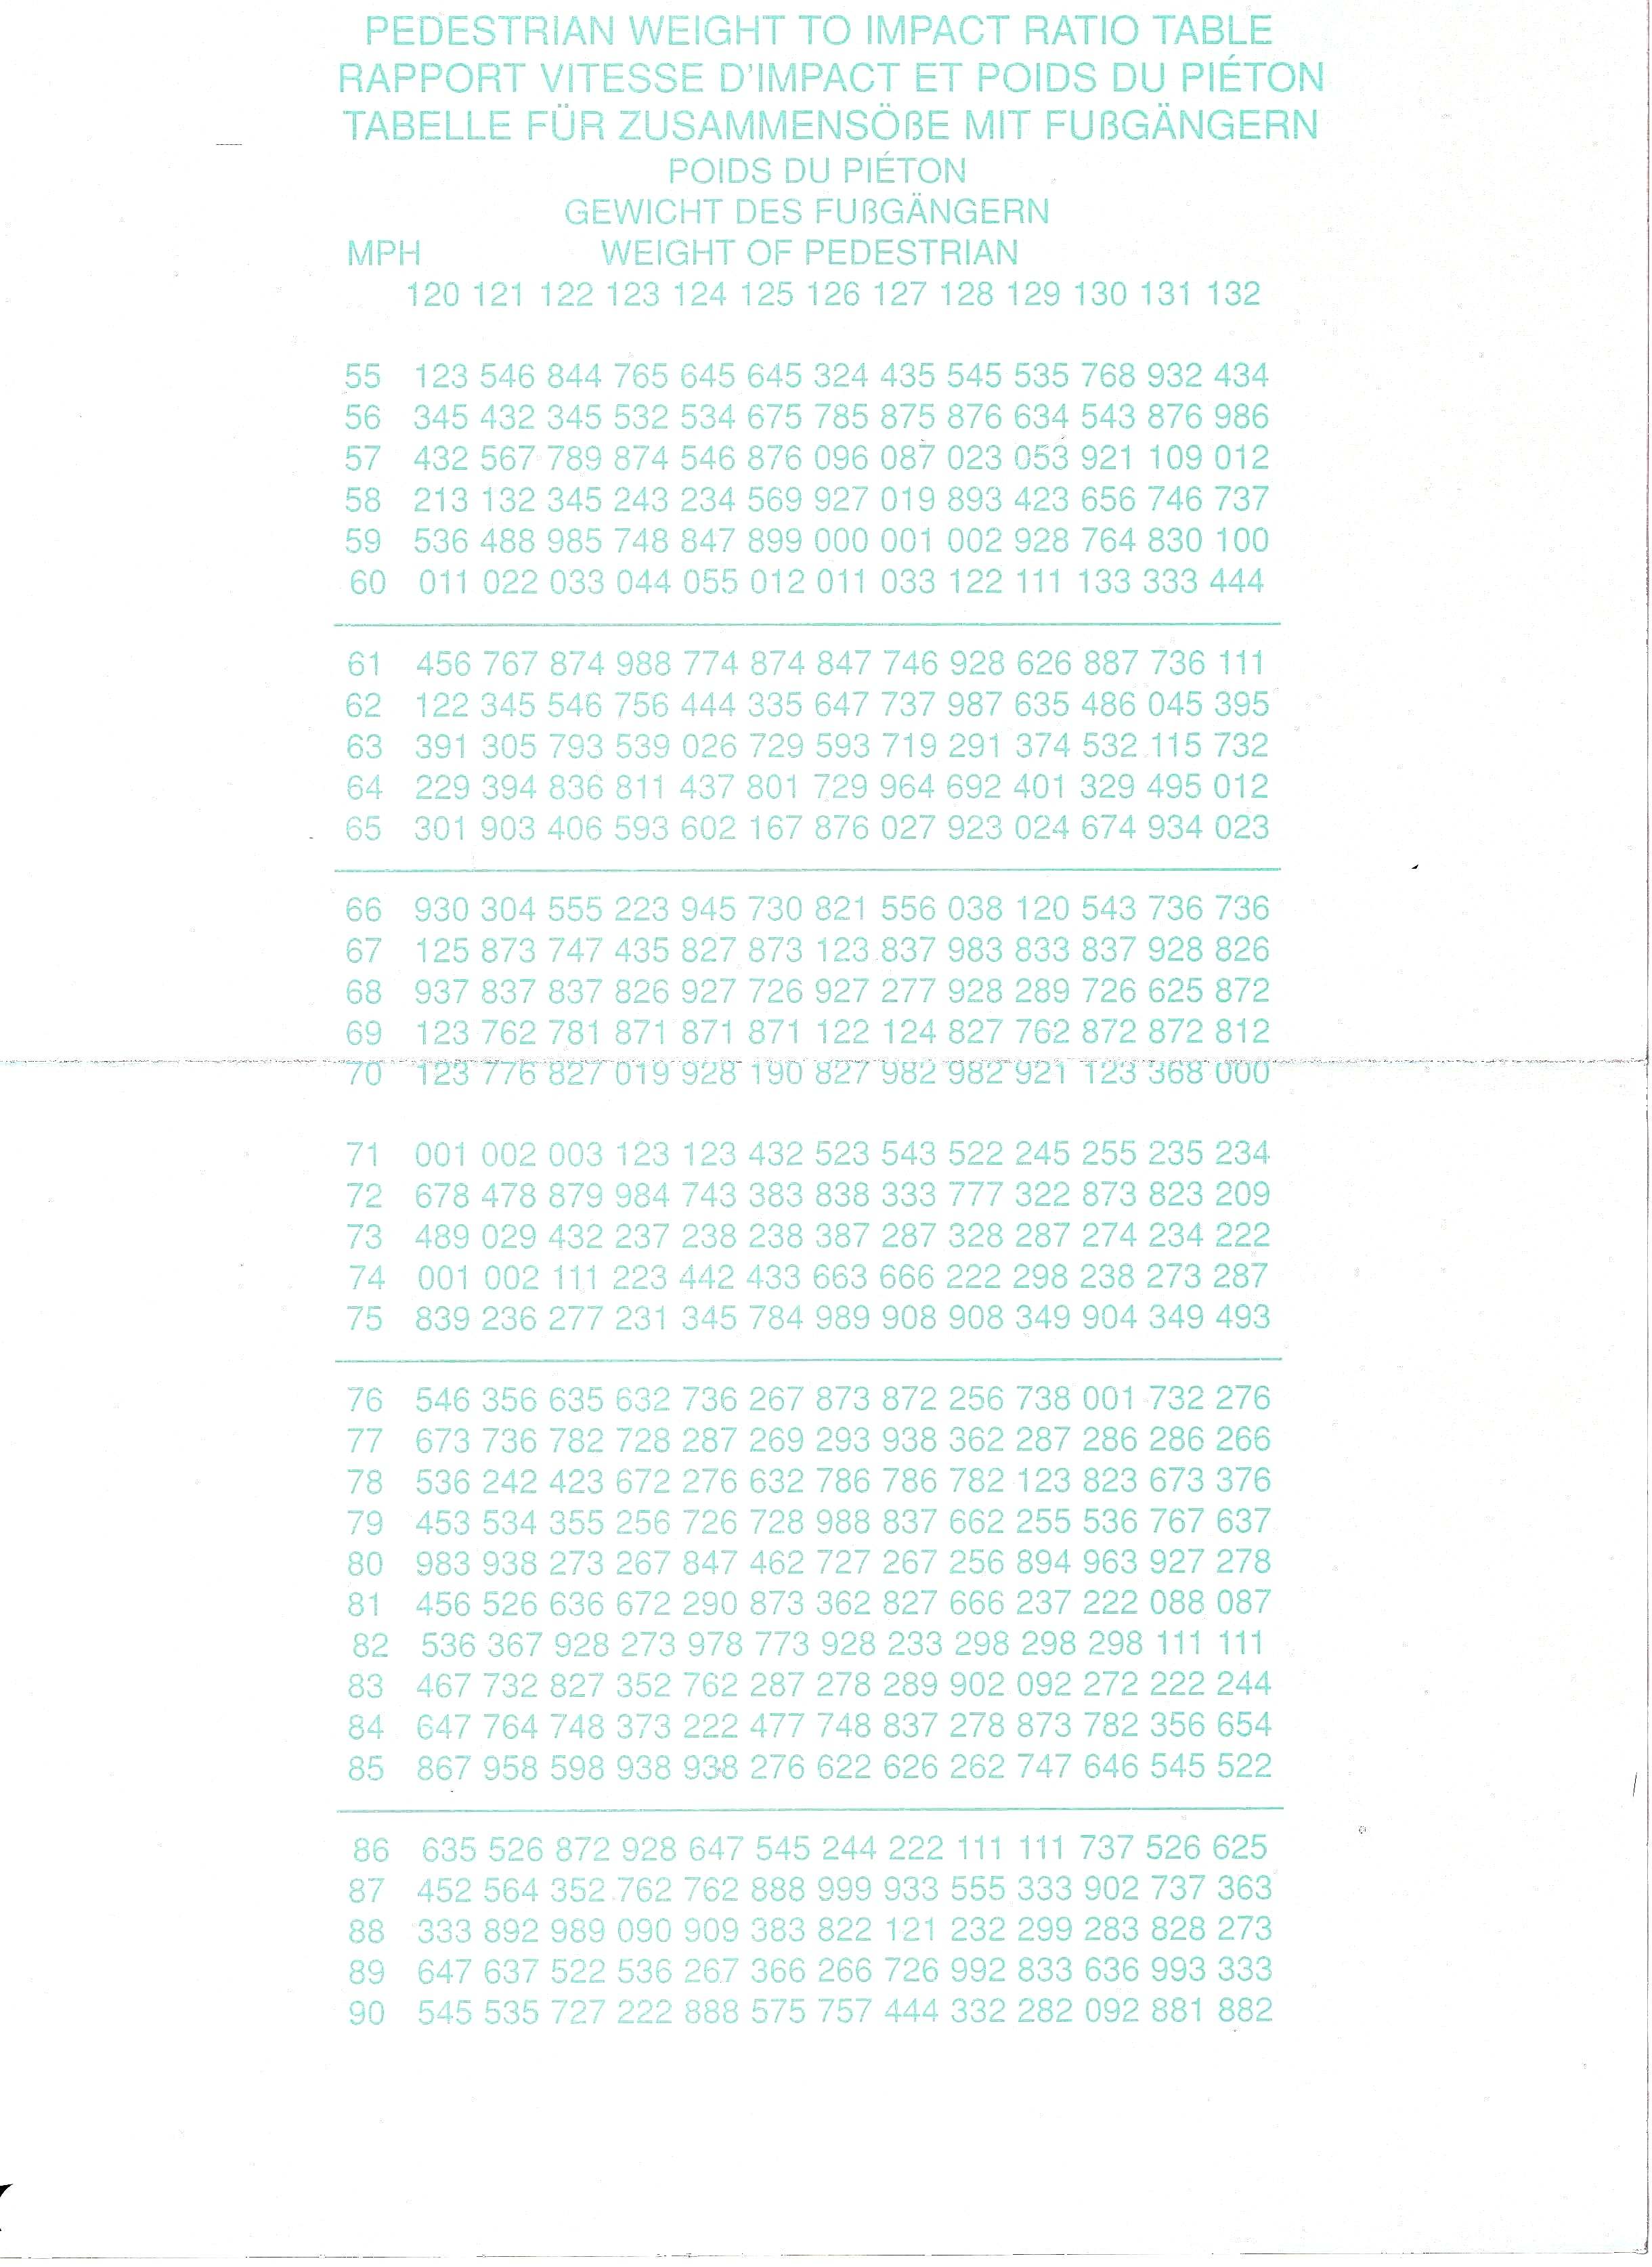 PEDESTRIAN WEIGHT TO IMPACT RATIO TABLE
RAPPORT VITESSE D'IMPACT ET POIDS DU PIÉTON
TABELLE FÜR ZUSAMMENSÖßE MIT FUßGÄNGERN
POIDS DU PIÉTON
GEWICHT DES FUßGÄNGERN
MPH WEIGHT OF PEDESTRIAN
120 121 122 123 124 125 126 127 128 129 130 131 132
55 123 546 844 765 645 645 324 435 545 535 768 932 434
56 345 432 345 532 534 675 785 875 876 634 543 876 986
57 432 567 789 874 546 876 096 087 023 053 921 109 012
58 213 132 345 243 234 569 927 019 893 423 656 746 737
59 536 488 985 748 847 899 000 001 002 928 764 830 100
60 011 022 033 044 055 012 011 033 122 111 133 333 444
61 456 767 874 988 774 874 847 746 928 626 887 736 111
62 122 345 546 756 444 335 647 737 987 635 486 045 395
63 391 305 793 539 026 729 593 719 291 374 532 115 732
64 229 394 836 811 437 801 729 964 692 401 329 495 012
65 301 903 406 593 602 167 876 027 923 024 674 934 023
66 930 304 555 223 945 730 821 556 038 120 543 736 736
67 125 873 747 435 827 873 123 837 983 833 837 928 826
68 937 837 837 826 927 726 927 277 928 289 726 625 872
69 123 762 781 871 871 871 122 124 827 762 872 872 812
70 123 776 827 019 928 190 827 982 982 921 123 368 000
71 001 002 003 123 123 432 523 543 522 245 255 235 234
72 678 478 879 984 743 383 838 333 777 322 873 823 209
73 489 029 432 237 238 238 387 287 328 287 274 234 222
74 001 002 111 223 442 433 663 666 222 298 238 273 287
75 839 236 277 231 345 784 989 908 908 349 904 349 493
76 546 356 635 632 736 267 873 872 256 738 001 732 276
77 673 736 782 728 287 269 293 938 362 287 286 286 266
78 536 242 423 672 276 632 786 786 782 123 823 673 376
79 453 534 355 256 726 728 988 837 662 255 536 767 637
80 983 938 273 267 847 462 727 267 256 894 963 927 278
81 456 526 636 672 290 873 362 827 666 237 222 088 087
82 536 367 928 273 978 773 928 233 298 298 298 111 111
83 467 732 827 352 762 287 278 289 902 092 272 222 244
84 647 764 748 373 222 477 748 837 278 873 782 356 654
85 867 958 598 938 938 276 622 626 262 747 646 545 522
86 635 526 872 928 647 545 244 222 111 111 737 526 625
87 452 564 352 762 762 888 999 933 555 333 902 737 363
88 333 892 989 090 909 383 822 121 232 299 283 828 273
89 647 637 522 536 267 366 266 726 992 833 636 993 333
90 545 535 727 222 888 575 757 444 332 282 092 881 882